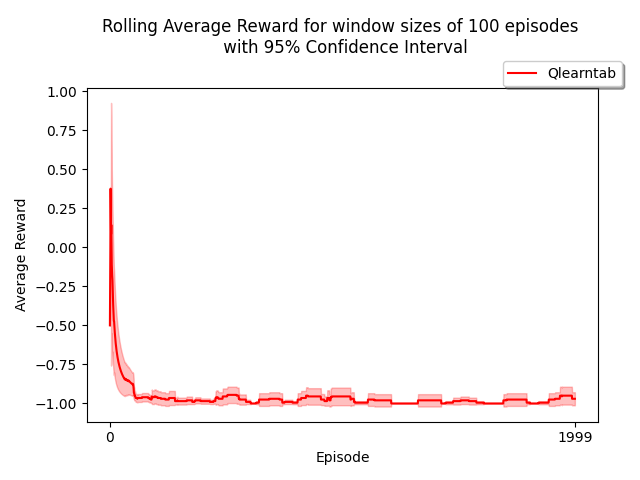 Rolling Average Reward for window sizes of 100 episodes
with 95% Confidence Interval
Qlearntab
1.00
0.75
0.50
0.25
0.00
−0.25
−0.50
−0.75
−1.00
Average Reward
0
1999
Episode